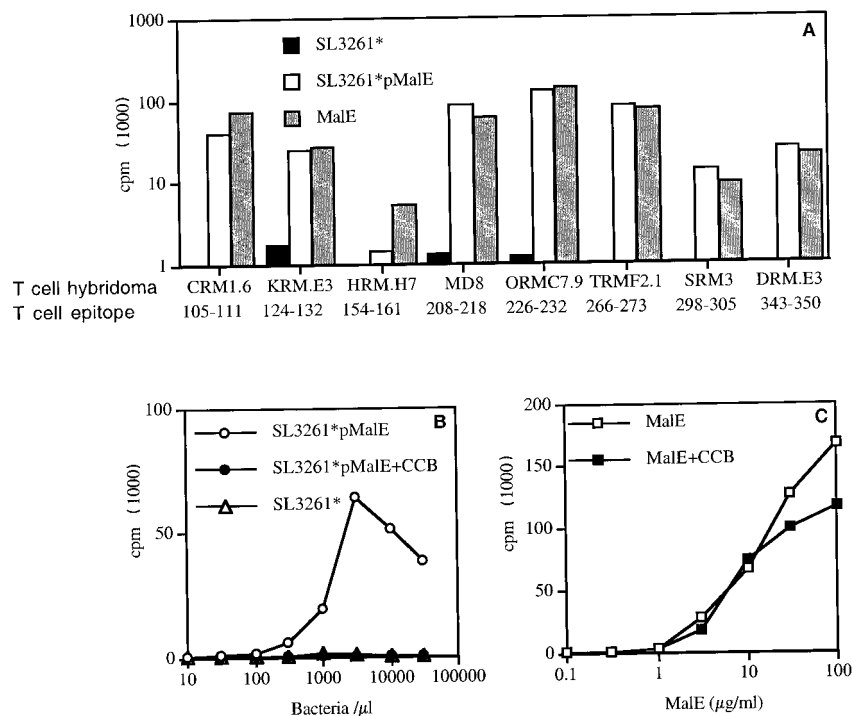 1000
A
SL3261*
SL3261*pMalE
100
MalE
cpm (1000)
10
1
T cell hybridoma CRM1.6 KRM.E3 HRM.H7 MD8 ORMC7.9 TRMF2.1 SRM3 DRM.E3
T cell epitope 105-111 124-132 154-161 208-218 226-232 266-273 298-305 343-350
100
B
SL3261*pMalE
SL3261*pMalE+CCB
SL3261*
cpm (1000)
50
0
10 100 1000 10000 100000
Bacteria /µl
200
C
MalE
MalE+CCB
150
cpm (1000)
100
50
0
0.1 1 10 100
MalE (µg/ml)